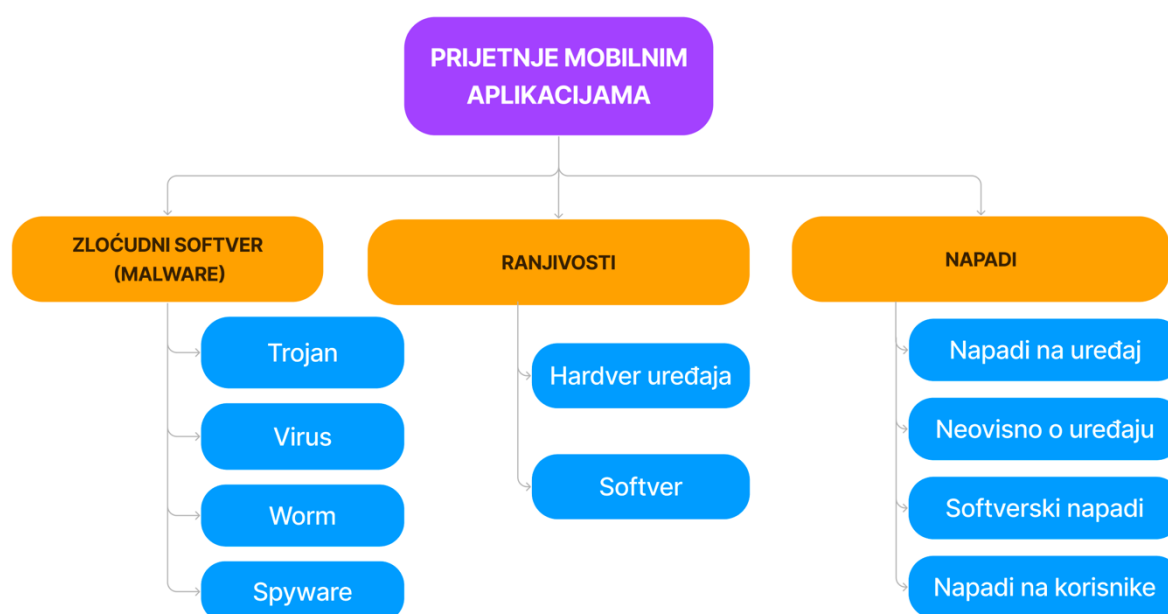 PRIJETNJE MOBILNIM
APLIKACIJAMA
ZLOĆUDNI SOFTVER
(MALWARE)
Trojan
Virus
Worm
Spyware
RANJIVOSTI
Hardver uređaja
Softver
NAPADI
Napadi na uređaj
Neovisno o uređaju
Softverski napadi
Napadi na korisnike